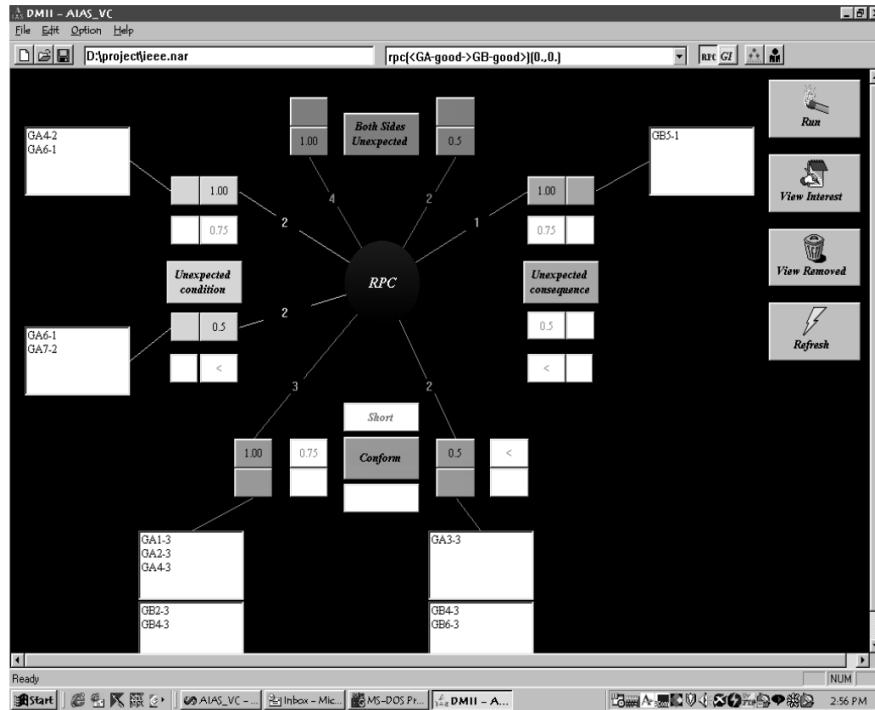 DMII - AIAS_VC
File Edit Option Help
D:\project\ieee.nar
rpc(<GA-good->GB-good>)(0.,0.)
RPC GI
Both Sides
Unexpected
1.00
0.5
4
2
GA4-2
GA6-1
1.00
2
0.75
Unexpected
condition
0.5
2
<
GA6-1
GA7-2
RPC
GB5-1
1.00
1
0.75
Unexpected
consequence
0.5
<
Run
View Interest
View Removed
Refresh
3
2
Short
1.00
0.75
Conform
0.5
<
GA1-3
GA2-3
GA4-3
GB2-3
GB4-3
GA3-3
GB4-3
GB6-3
Ready
NUM
Start
AIAS_VC - ...
Inbox - Mic...
MS-DOS Pr...
DMII - A...
2:56 PM